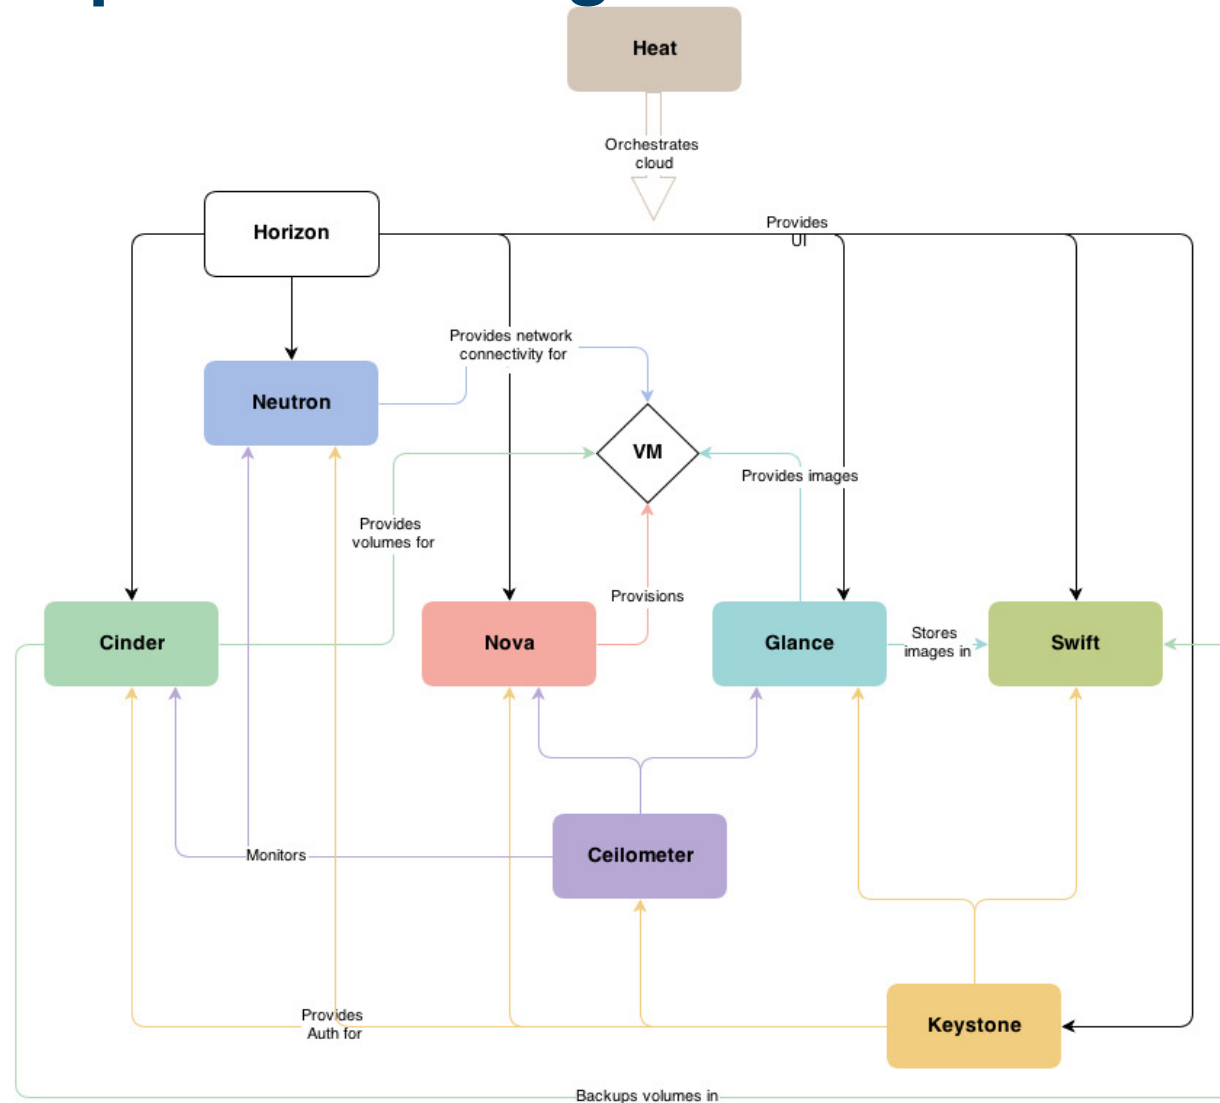 Heat
Orchestrates
cloud
Provides
UI
Horizon
Provides network
connectivity for
Neutron
VM
Provides images
Provides
volumes for
Provisions
Cinder
Nova
Glance
Stores
images in
Swift
Monitors
Ceilometer
Provides
Auth for
Keystone
Backups volumes in